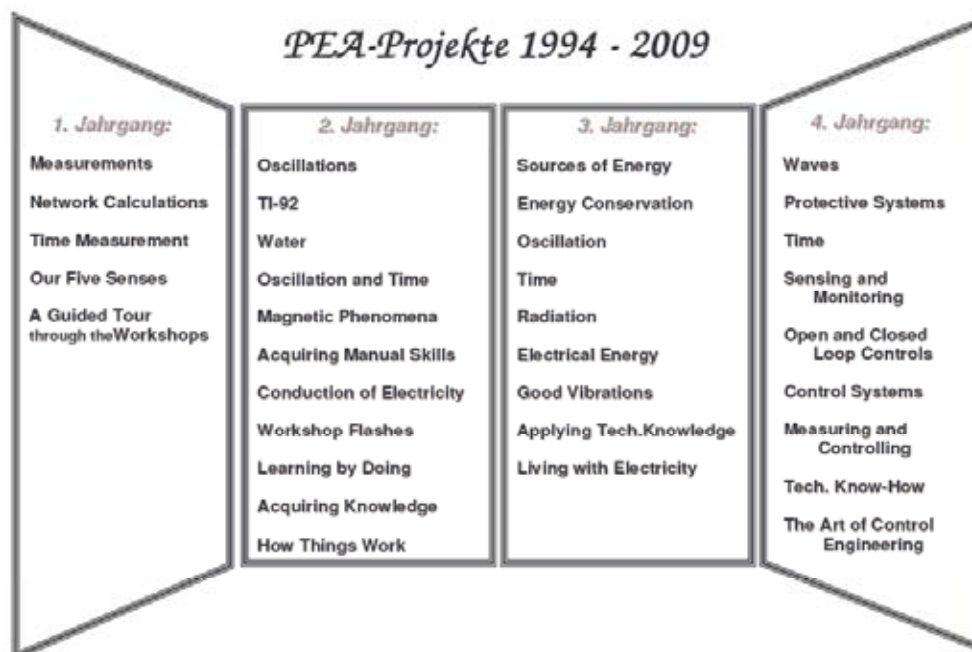 PEA-Projekte 1994 - 2009
1. Jahrgang:
Measurements
Network Calculations
Time Measurement
Our Five Senses
A Guided Tour
through theWorkshops
2. Jahrgang:
Oscillations
TI-92
Water
Oscillation and Time
Magnetic Phenomena
Acquiring Manual Skills
Conduction of Electricity
Workshop Flashes
Learning by Doing
Acquiring Knowledge
How Things Work
3. Jahrgang:
Sources of Energy
Energy Conservation
Oscillation
Time
Radiation
Electrical Energy
Good Vibrations
Applying Tech.Knowledge
Living with Electricity
4. Jahrgang:
Waves
Protective Systems
Time
Sensing and
Monitoring
Open and Closed
Loop Controls
Control Systems
Measuring and
Controlling
Tech. Know-How
The Art of Control
Engineering